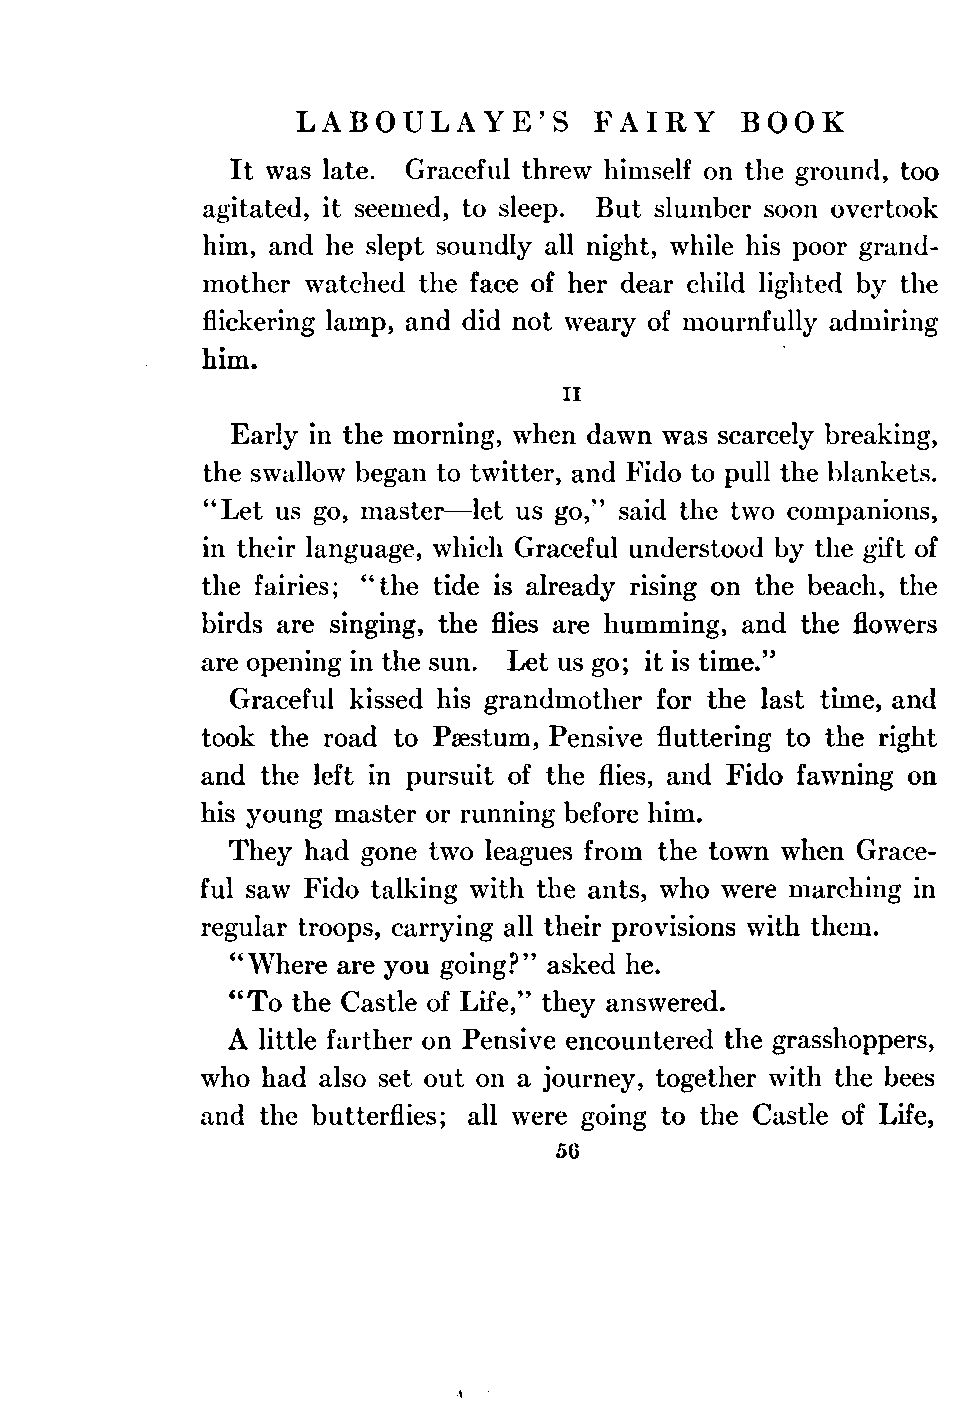 LABOULAYE'S FAIRY BOOK
It was late. Graceful threw himself on the ground, too
agitated, it seemed, to sleep. But slumber soon overtook
him, and he slept soundly all night, while his poor grand-
mother watched the face of her dear child lighted by the
flickering lamp, and did not weary of mournfully admiring
him.
II
Early in the morning, when dawn was scarcely breaking,
the swallow began to twitter, and Fido to pull the blankets.
"Let us go, master—let us go," said the two companions,
in their language, which Graceful understood by the gift of
the fairies; "the tide is already rising on the beach, the
birds are singing, the flies are humming, and the flowers
are opening in the sun. Let us go; it is time."
Graceful kissed his grandmother for the last time, and
took the road to Pæstum, Pensive fluttering to the right
and the left in pursuit of the flies, and Fido fawning on
his young master or running before him.
They had gone two leagues from the town when Grace-
ful saw Fido talking with the ants, who were marching in
regular troops, carrying all their provisions with them.
"Where are you going?" asked he.
"To the Castle of Life," they answered.
A little farther on Pensive encountered the grasshoppers,
who had also set out on a journey, together with the bees
and the butterflies; all were going to the Castle of Life,
56